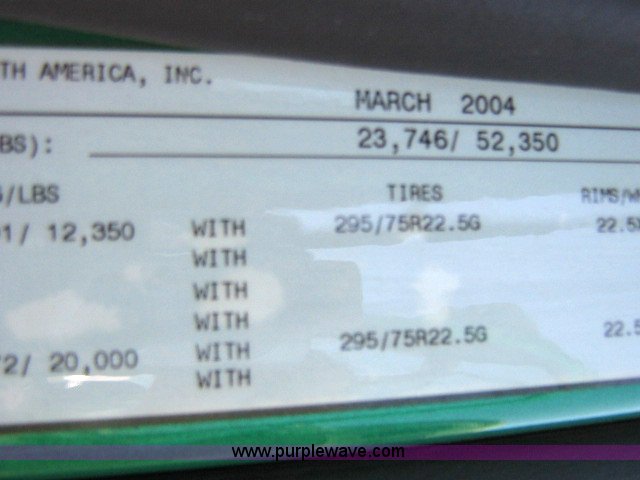 TH AMERICA, INC.
MARCH 2004
BS): 23,746/ 52,350
/LBS TIRES RIMS/W
1/ 12,350 WITH 295/75R22.5G 22.5
WITH
WITH
WITH
WITH 295/75R22.5G 22.5
2/ 20,000
WITH
www.purplewave.com